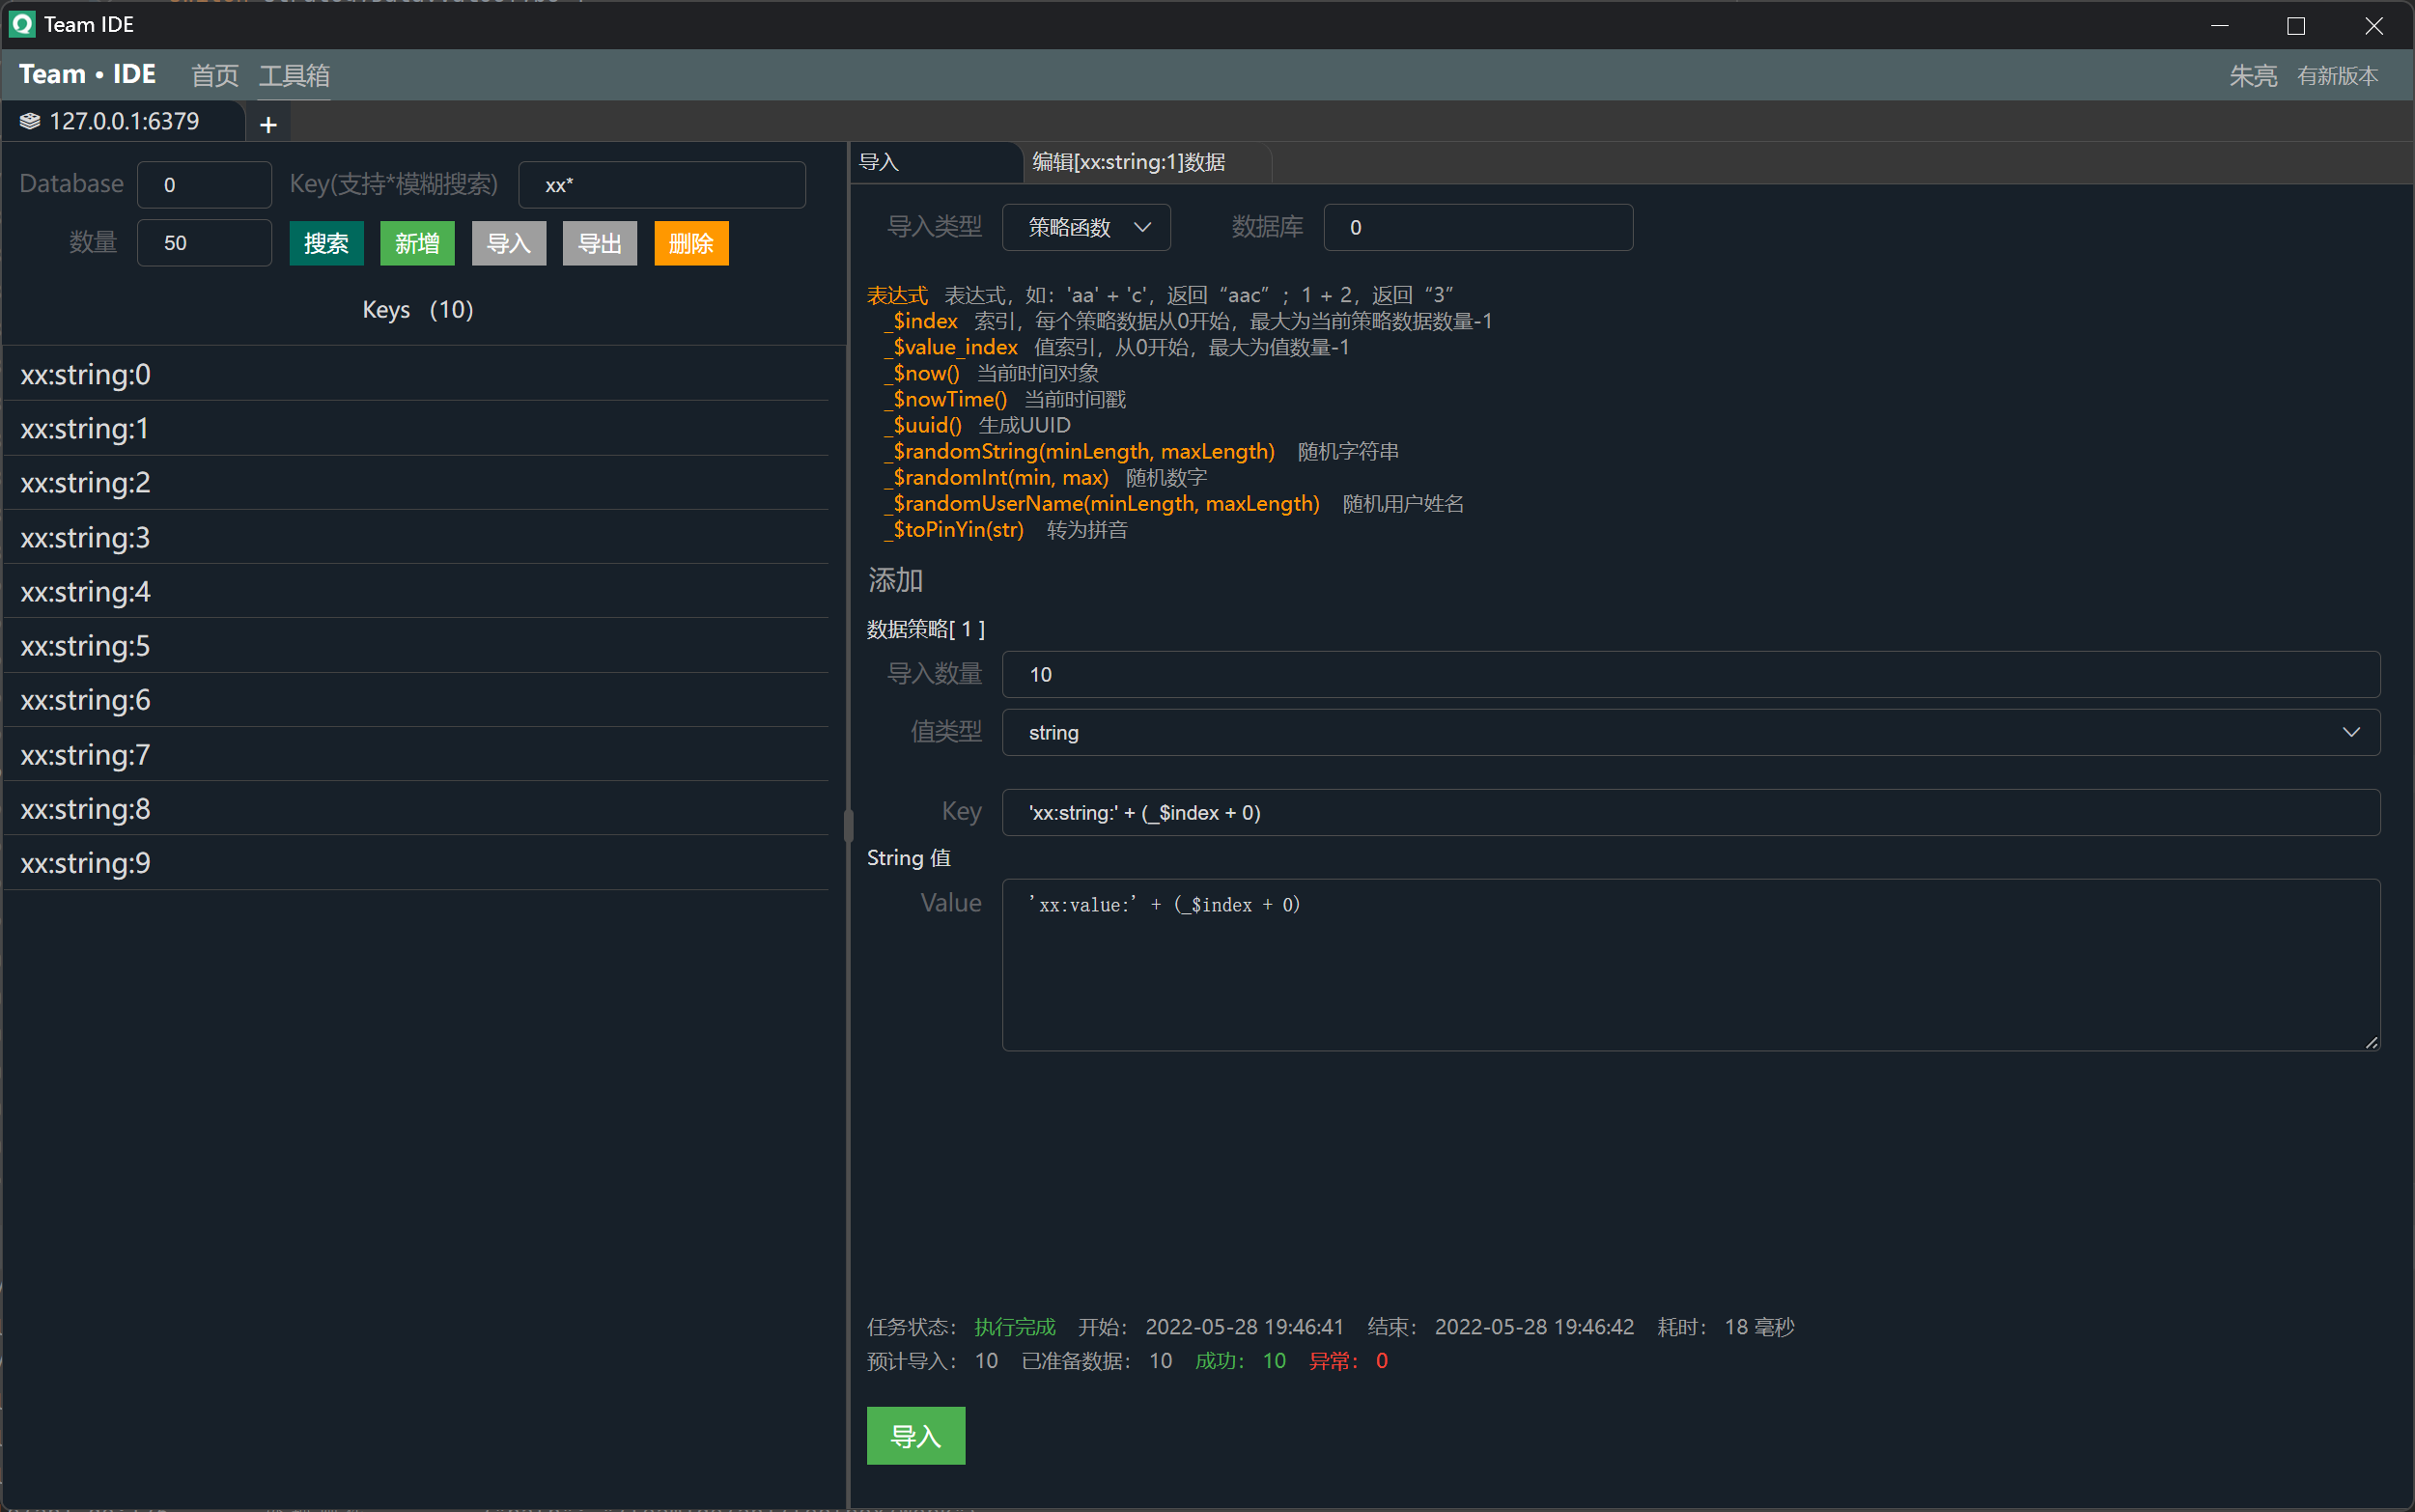 Team IDE
Team • IDE 首页 工具箱 朱亮 有新版本
127.0.0.1:6379 +
Database 0 Key(支持*模糊搜索) xx*
数量 50 搜索 新增 导入 导出 删除
Keys （10）
xx:string:0
xx:string:1
xx:string:2
xx:string:3
xx:string:4
xx:string:5
xx:string:6
xx:string:7
xx:string:8
xx:string:9
导入 编辑[xx:string:1]数据
导入类型 策略函数 数据库 0
表达式 表达式，如：'aa' + 'c'，返回“aac”；1 + 2，返回“3”
_$index 索引，每个策略数据从0开始，最大为当前策略数据数量-1
_$value_index 值索引，从0开始，最大为值数量-1
_$now() 当前时间对象
_$nowTime() 当前时间戳
_$uuid() 生成UUID
_$randomString(minLength, maxLength) 随机字符串
_$randomInt(min, max) 随机数字
_$randomUserName(minLength, maxLength) 随机用户姓名
_$toPinYin(str) 转为拼音
添加
数据策略[ 1 ]
导入数量 10
值类型 string
Key 'xx:string:' + (_$index + 0)
String 值
Value 'xx:value:' + (_$index + 0)
任务状态： 执行完成 开始： 2022-05-28 19:46:41 结束： 2022-05-28 19:46:42 耗时： 18 毫秒
预计导入： 10 已准备数据： 10 成功： 10 异常： 0
导入